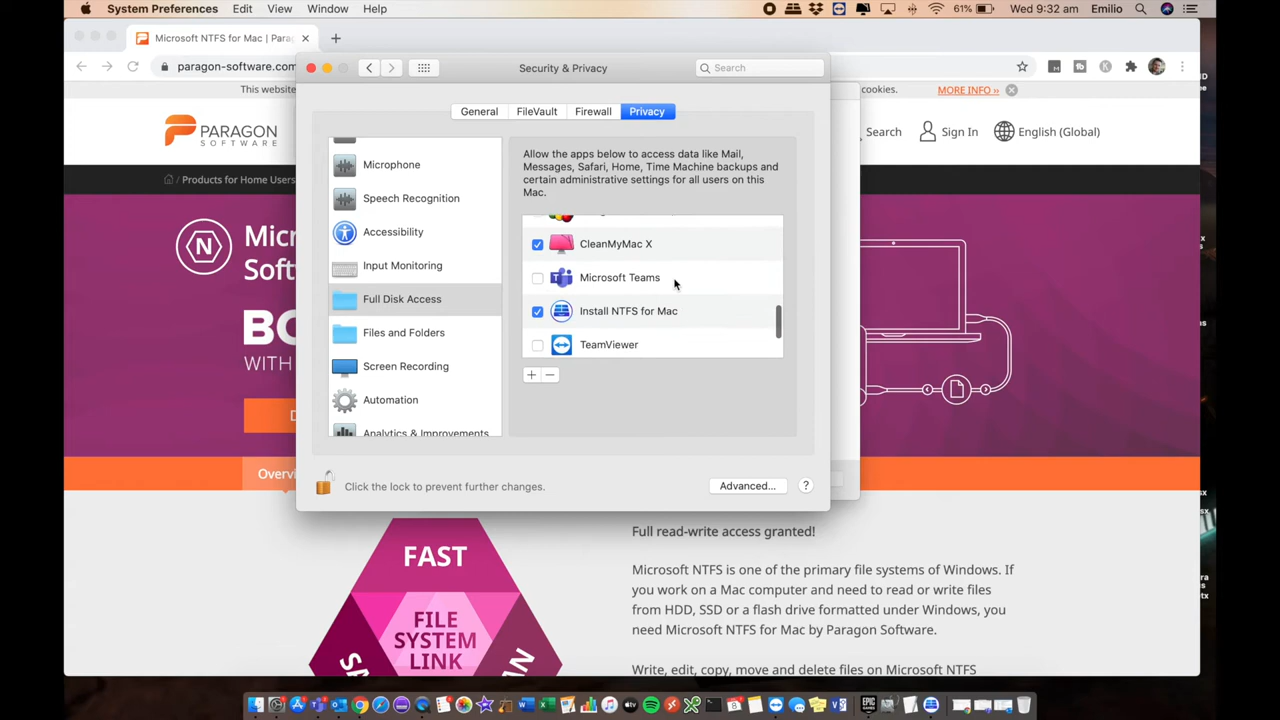 System Preferences Edit View Window Help 61% Wed 9:32 am Emilio
Microsoft NTFS for Mac | Parag
paragon-software.com
Security & Privacy
Search
This website
cookies.
MORE INFO »
General FileVault Firewall Privacy
PARAGON
SOFTWARE
Search
Sign In
English (Global)
/ Products for Home Users
Allow the apps below to access data like Mail,
Messages, Safari, Home, Time Machine backups and
certain administrative settings for all users on this
Mac.
Microphone
Speech Recognition
Accessibility
Input Monitoring
Full Disk Access
Files and Folders
Screen Recording
Automation
Analytics & Improvements
CleanMyMac X
Microsoft Teams
Install NTFS for Mac
TeamViewer
N
Micr
Soft
BO
WITH
D
Overvi
Click the lock to prevent further changes.
Advanced...
?
FAST
FILE
SYSTEM
LINK
Full read-write access granted!
Microsoft NTFS is one of the primary file systems of Windows. If
you work on a Mac computer and need to read or write files
from HDD, SSD or a flash drive formatted under Windows, you
need Microsoft NTFS for Mac by Paragon Software.
Write, edit, copy, move and delete files on Microsoft NTFS